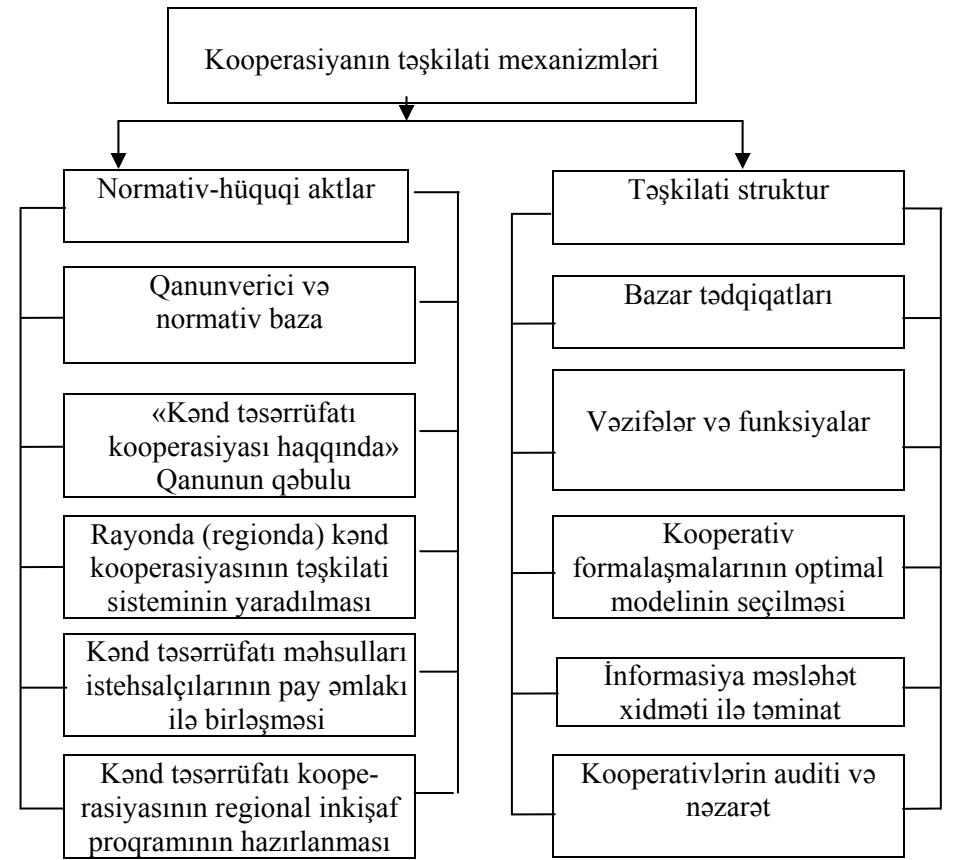 Kooperasiyanın təşkilati mexanizmləri
Normativ-hüquqi aktlar
Qanunverici və
normativ baza
«Kənd təsərrüfatı
kooperasiyası haqqında»
Qanunun qəbulu
Rayonda (regionda) kənd
kooperasiyasının təşkilati
sisteminin yaradılması
Kənd təsərrüfatı məhsulları
istehsalçılarının pay əmlakı
ilə birləşməsi
Kənd təsərrüfatı koope-
rasiyasının regional inkişaf
proqramının hazırlanması
Təşkilati struktur
Bazar tədqiqatları
Vəzifələr və funksiyalar
Kooperativ
formalaşmalarının optimal
modelinin seçilməsi
İnformasiya məsləhət
xidməti ilə təminat
Kooperativlərin auditi və
nəzarət